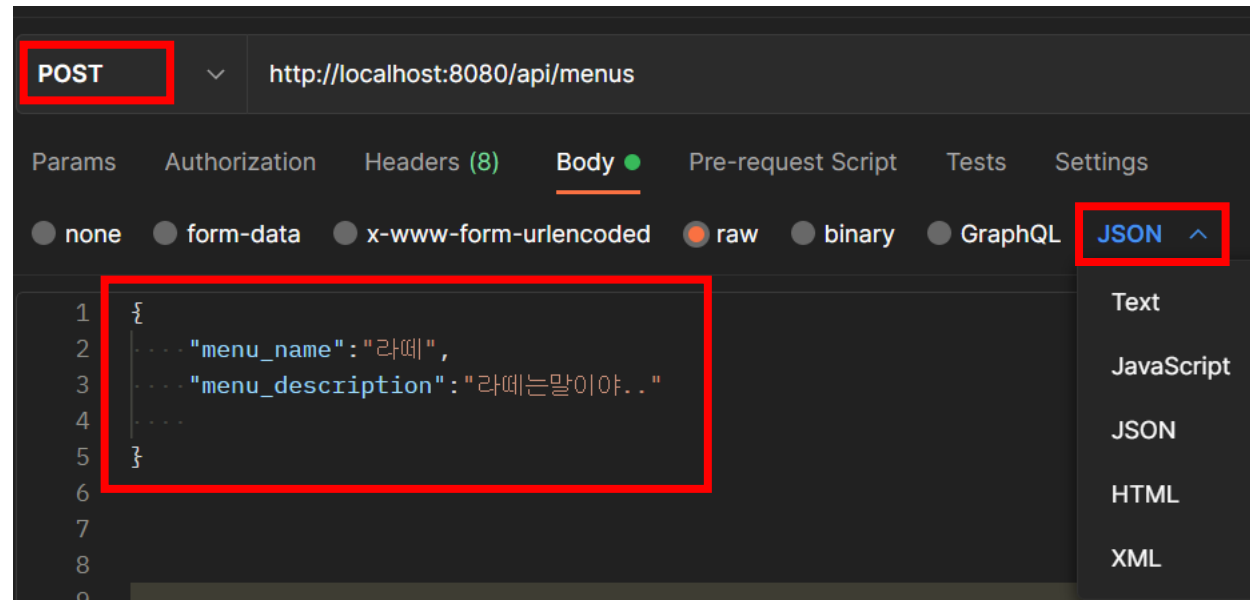 POST http://localhost:8080/api/menus
Params Authorization Headers (8) Body Pre-request Script Tests Settings
none form-data x-www-form-urlencoded raw binary GraphQL JSON
1 {
2 "menu_name":"라떼",
3 "menu_description":"라떼는말이야.."
4
5 }
6
7
8
9
Text
JavaScript
JSON
HTML
XML